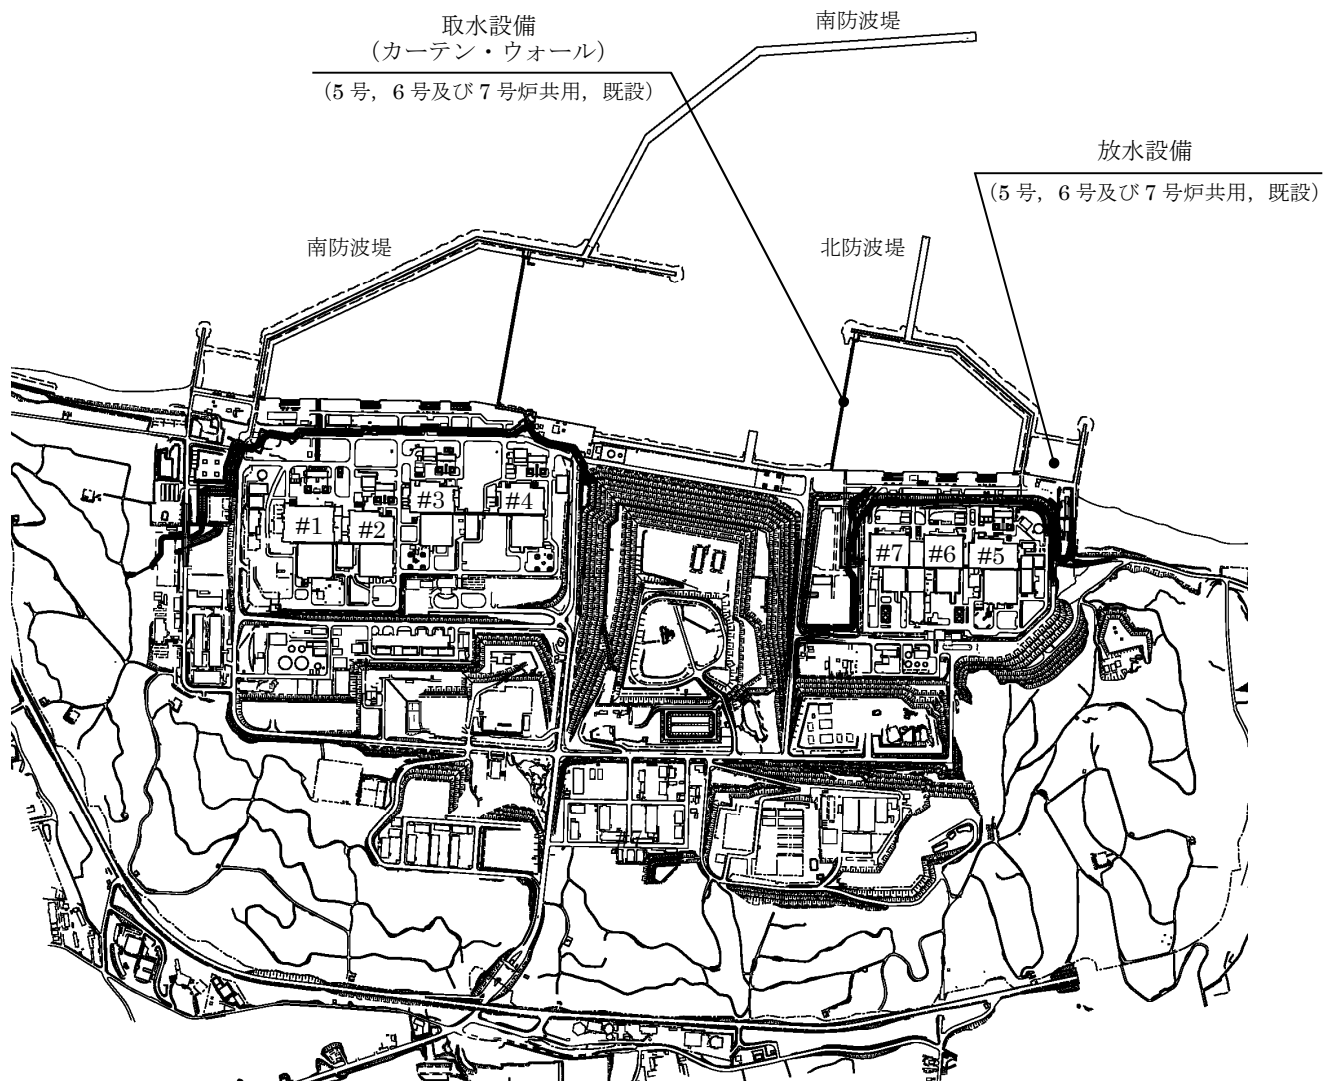 取水設備
（カーテン・ウォール）
（5 号，6 号及び 7 号炉共用，既設）
南防波堤
放水設備
（5 号，6 号及び 7 号炉共用，既設）
南防波堤
北防波堤
#1
#2
#3
#4
#7
#6
#5